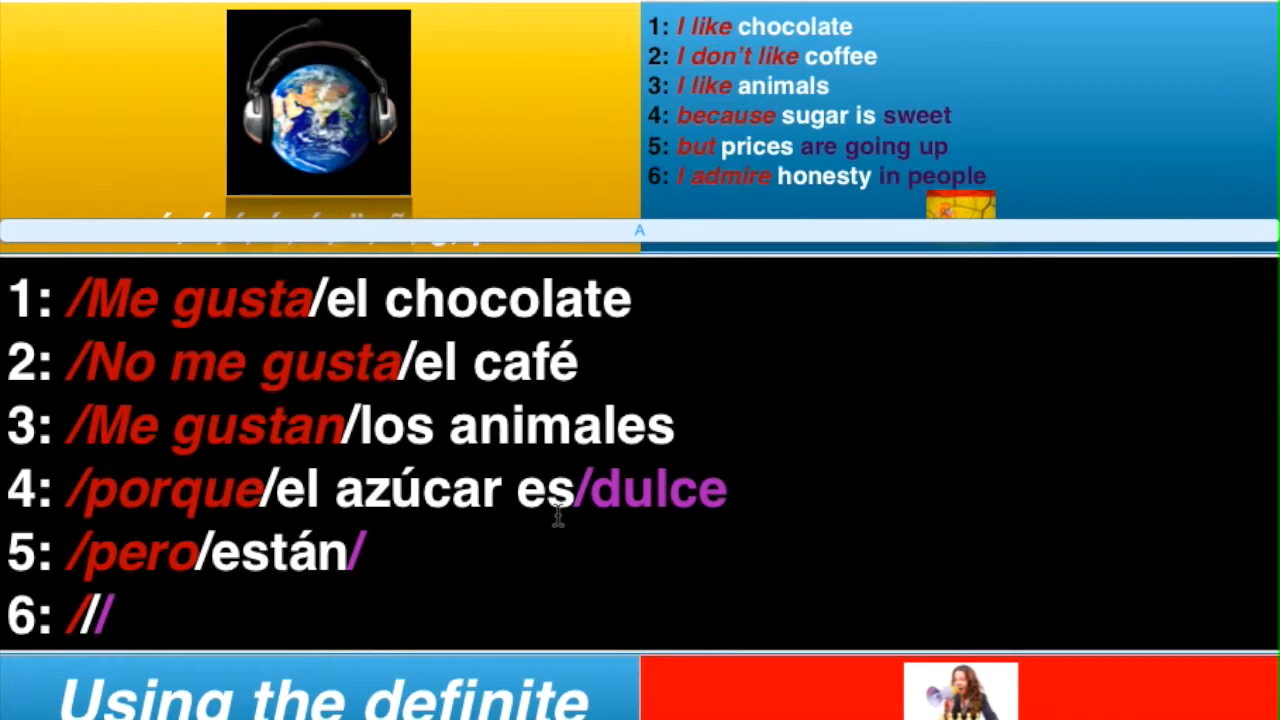 1: I like chocolate
2: I don’t like coffee
3: I like animals
4: because sugar is sweet
5: but prices are going up
6: I admire honesty in people
A
1: /Me gusta/el chocolate
2: /No me gusta/el café
3: /Me gustan/los animales
4: /porque/el azúcar es/dulce
5: /pero/están/
6: ///
Using the definite